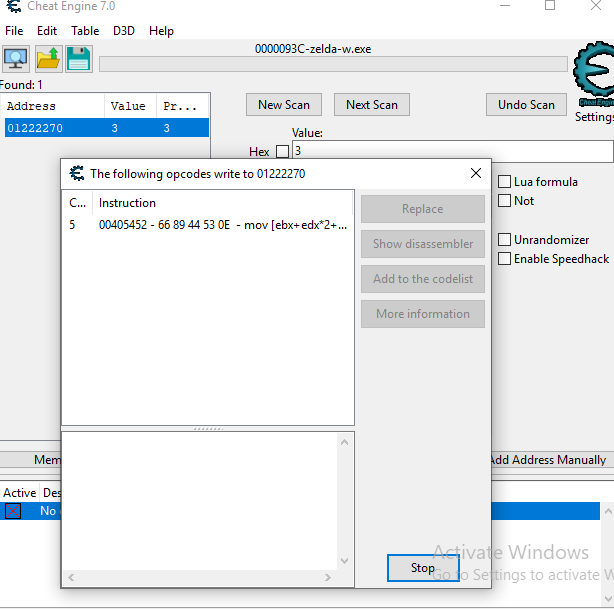 Cheat Engine 7.0
File Edit Table D3D Help
0000093C-zelda-w.exe
Found: 1
Address Value Pr...
01222270 3 3
New Scan Next Scan Undo Scan
Cheat Engine
Settings
Value:
Hex 3
The following opcodes write to 01222270
C... Instruction
5 00405452 - 66 89 44 53 0E - mov [ebx+edx*2+...
Replace
Show disassembler
Add to the codelist
More information
Lua formula
Not
Unrandomizer
Enable Speedhack
Mem
Add Address Manually
Active Des
No
Stop
Activate Windows
Go to Settings to activate W